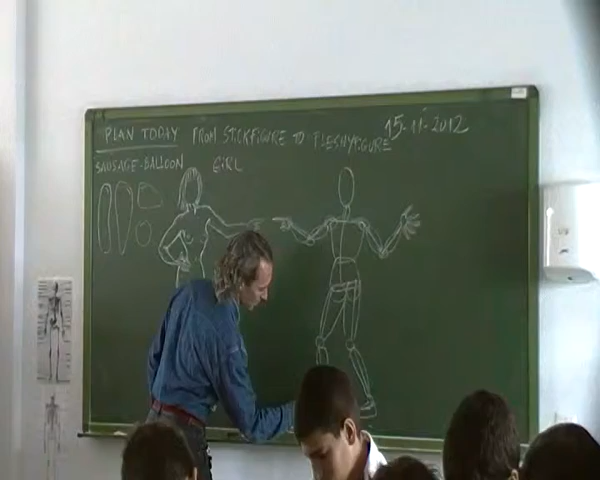 PLAN TODAY FROM STICKFIGURE TO FLESHYFIGURE 15-11-2012
SAUSAGE-BALLOON GIRL